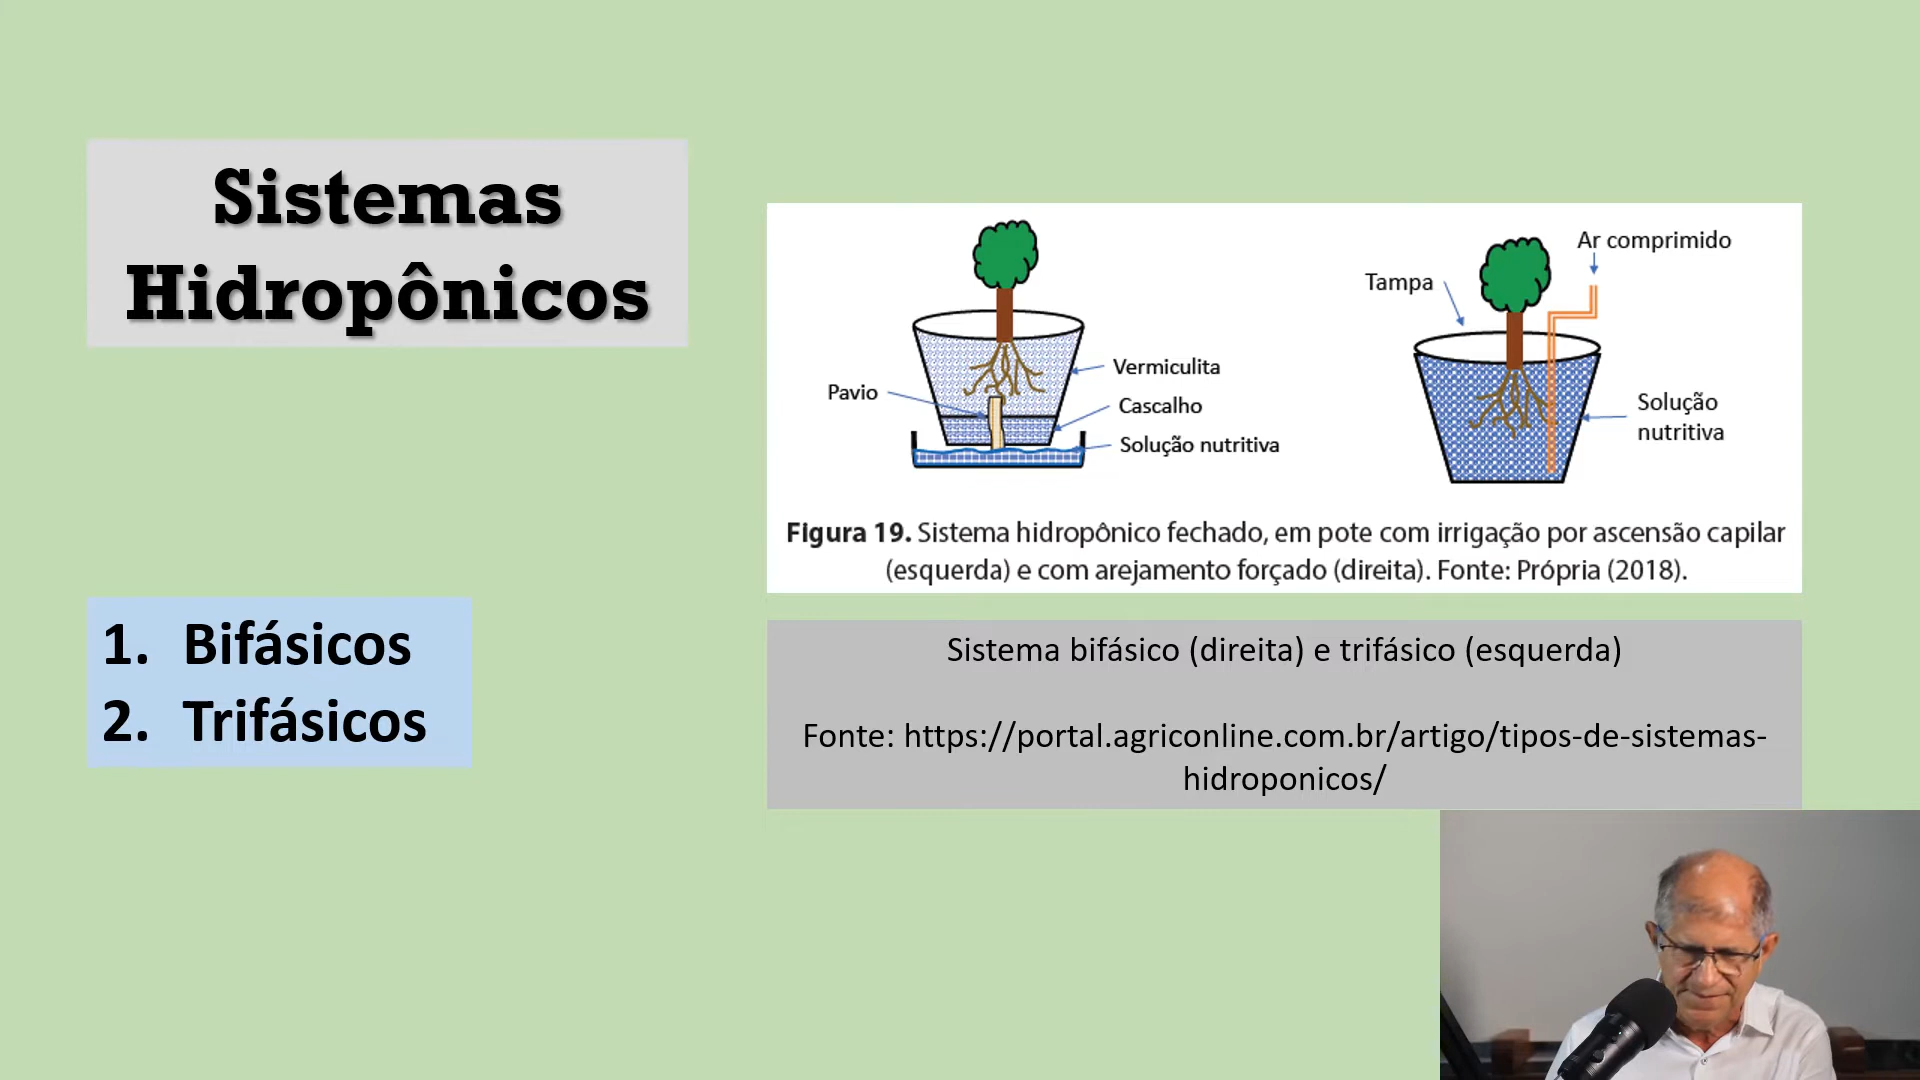 Sistemas
Hidropônicos
1. Bifásicos
2. Trifásicos
Pavio
Vermiculita
Cascalho
Solução nutritiva
Tampa
Ar comprimido
Solução
nutritiva
Figura 19. Sistema hidropônico fechado, em pote com irrigação por ascensão capilar
(esquerda) e com arejamento forçado (direita). Fonte: Própria (2018).
Sistema bifásico (direita) e trifásico (esquerda)
Fonte: https://portal.agriconline.com.br/artigo/tipos-de-sistemas-
hidroponicos/